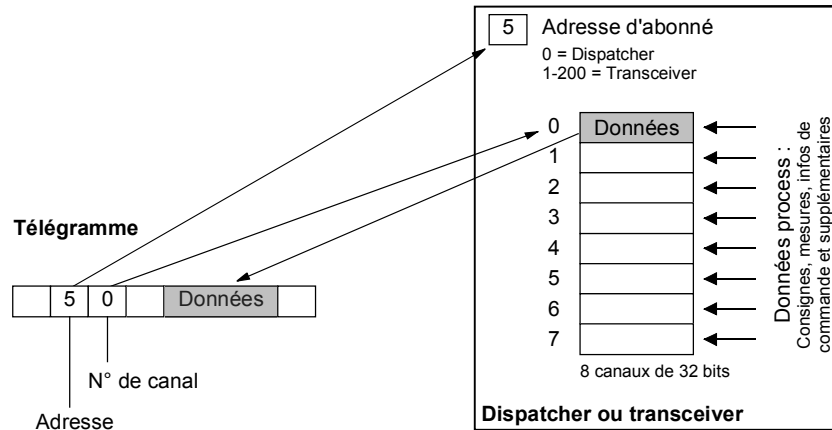 5 Adresse d'abonné
0 = Dispatcher
1-200 = Transceiver
0 Données
1
2
3
4
5
6
7
8 canaux de 32 bits
Données process :
Consignes, mesures, infos de
commande et supplémentaires
Dispatcher ou transceiver
Télégramme
5 0 Données
N° de canal
Adresse